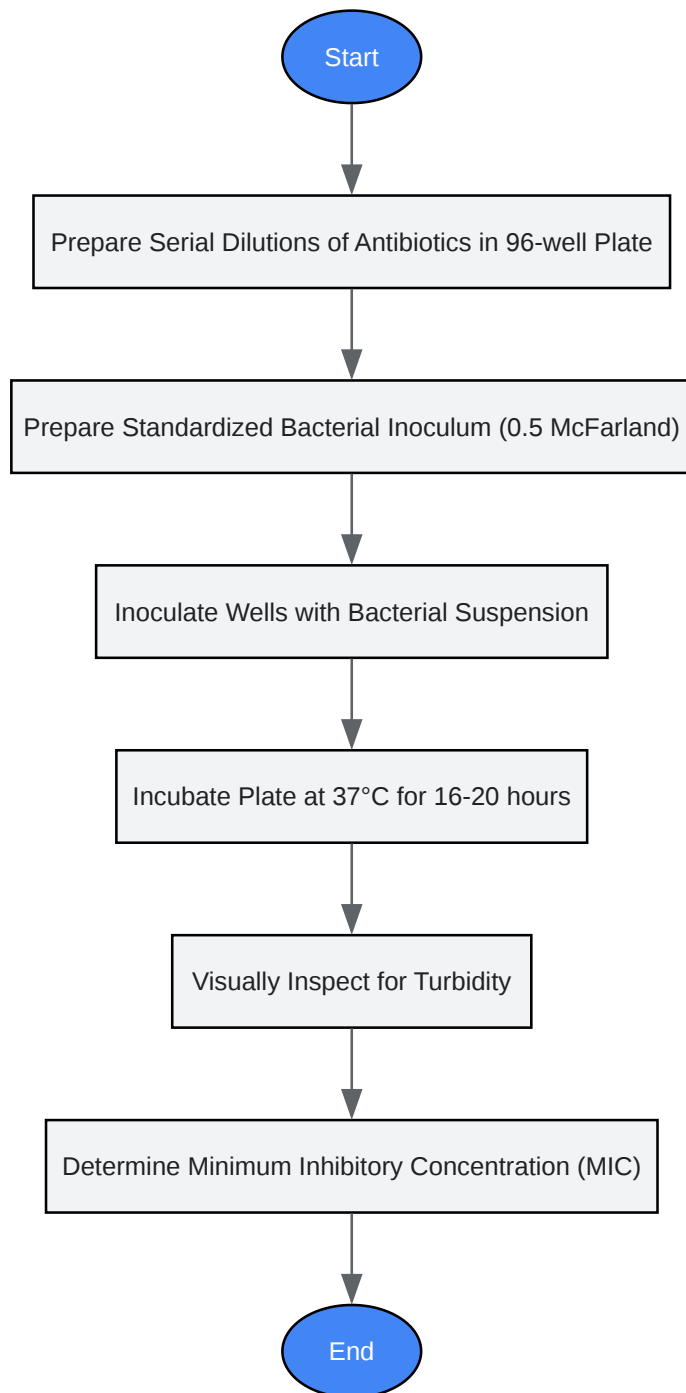 Start
Prepare Serial Dilutions of Antibiotics in 96-well Plate
Prepare Standardized Bacterial Inoculum (0.5 McFarland)
Inoculate Wells with Bacterial Suspension
Incubate Plate at 37°C for 16-20 hours
Visually Inspect for Turbidity
Determine Minimum Inhibitory Concentration (MIC)
End